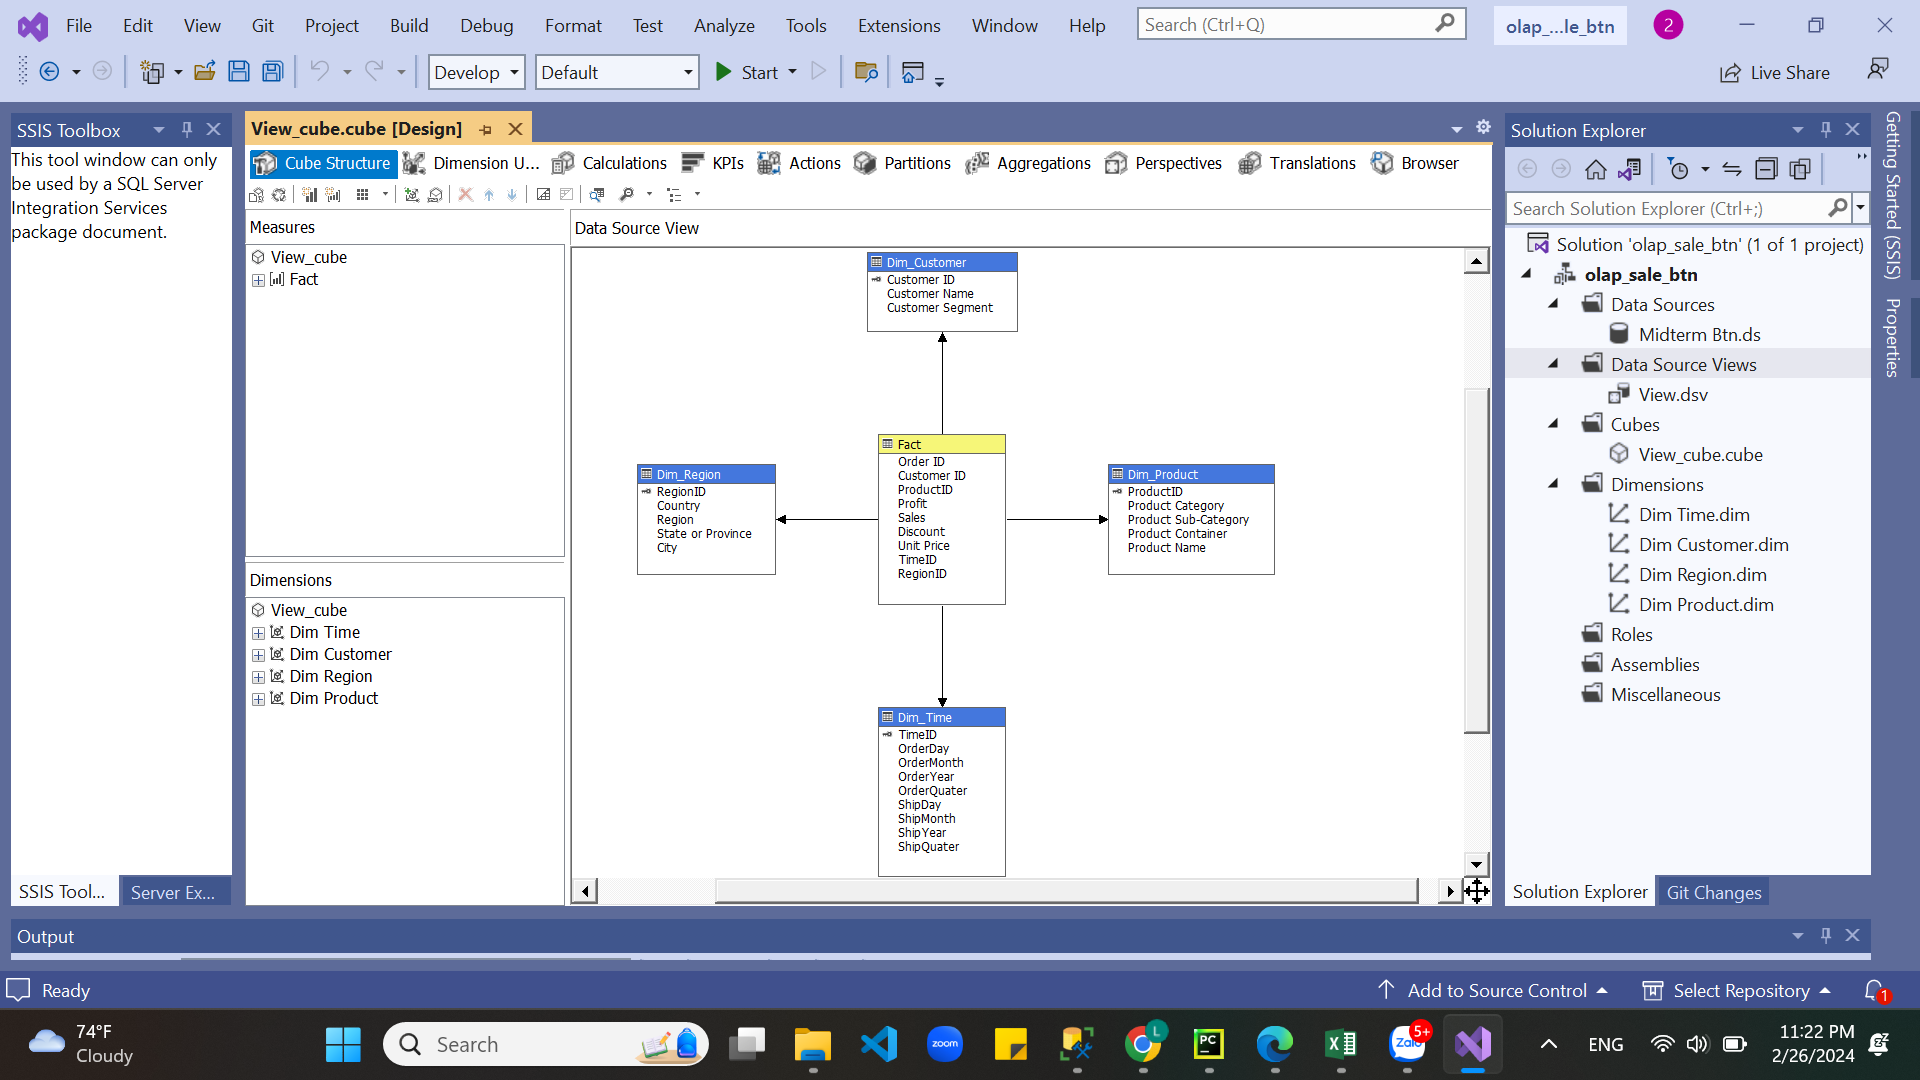 File Edit View Git Project Build Debug Format Test Analyze Tools Extensions Window Help Search (Ctrl+Q) olap_...le_btn 2
Develop Default Start Live Share
SSIS Toolbox
This tool window can only
be used by a SQL Server
Integration Services
package document.
SSIS Tool... Server Ex...
View_cube.cube [Design]
Cube Structure Dimension U... Calculations KPIs Actions Partitions Aggregations Perspectives Translations Browser
Measures
View_cube
Fact
Dimensions
View_cube
Dim Time
Dim Customer
Dim Region
Dim Product
Data Source View
Dim_Customer
Customer ID
Customer Name
Customer Segment
Fact
Order ID
Customer ID
ProductID
Profit
Sales
Discount
Unit Price
TimeID
RegionID
Dim_Region
RegionID
Country
Region
State or Province
City
Dim_Product
ProductID
Product Category
Product Sub-Category
Product Container
Product Name
Dim_Time
TimeID
OrderDay
OrderMonth
OrderYear
OrderQuater
ShipDay
ShipMonth
ShipYear
ShipQuater
Solution Explorer
Search Solution Explorer (Ctrl+;)
Solution 'olap_sale_btn' (1 of 1 project)
olap_sale_btn
Data Sources
Midterm Btn.ds
Data Source Views
View.dsv
Cubes
View_cube.cube
Dimensions
Dim Time.dim
Dim Customer.dim
Dim Region.dim
Dim Product.dim
Roles
Assemblies
Miscellaneous
Solution Explorer Git Changes
Getting Started (SSIS)
Properties
Output
Ready Add to Source Control Select Repository 1
74°F
Cloudy
Search
zoom
L
PC
Zalo
5+
ENG
11:22 PM
2/26/2024